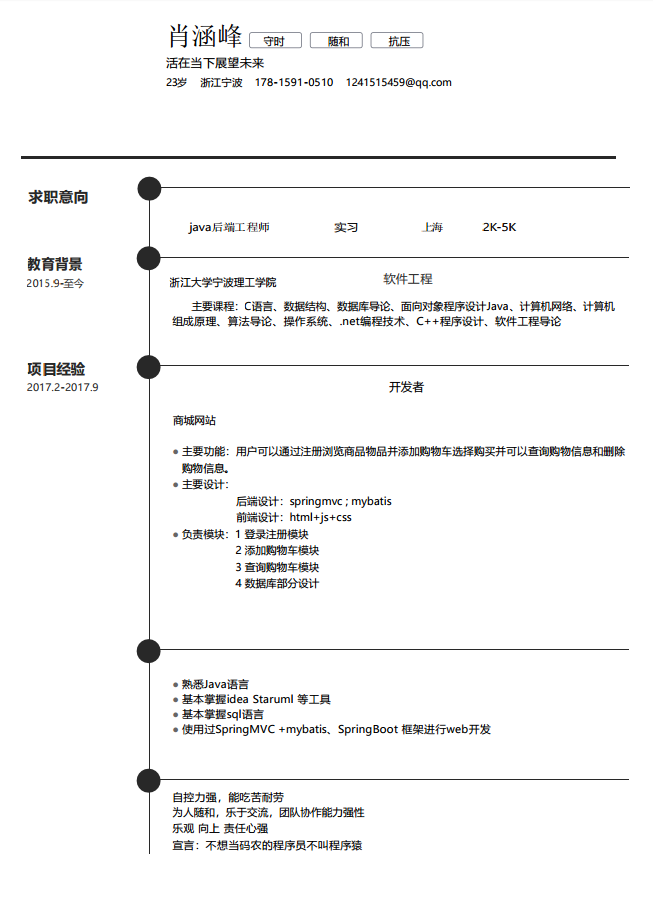 肖涵峰 守时 随和 抗压
活在当下展望未来
23岁 浙江宁波 178-1591-0510 1241515459@qq.com
求职意向
java后端工程师 实习 上海 2K-5K
教育背景
2015.9-至今
浙江大学宁波理工学院 软件工程
主要课程：C语言、数据结构、数据库导论、面向对象程序设计Java、计算机网络、计算机
组成原理、算法导论、操作系统、.net编程技术、C++程序设计、软件工程导论
项目经验
2017.2-2017.9 开发者
商城网站
主要功能：用户可以通过注册浏览商品物品并添加购物车选择购买并可以查询购物信息和删除
购物信息。
主要设计：
后端设计：springmvc ; mybatis
前端设计：html+js+css
负责模块：1 登录注册模块
2 添加购物车模块
3 查询购物车模块
4 数据库部分设计
熟悉Java语言
基本掌握idea Staruml 等工具
基本掌握sql语言
使用过SpringMVC +mybatis、SpringBoot 框架进行web开发
自控力强，能吃苦耐劳
为人随和，乐于交流，团队协作能力强性
乐观 向上 责任心强
宣言：不想当码农的程序员不叫程序猿